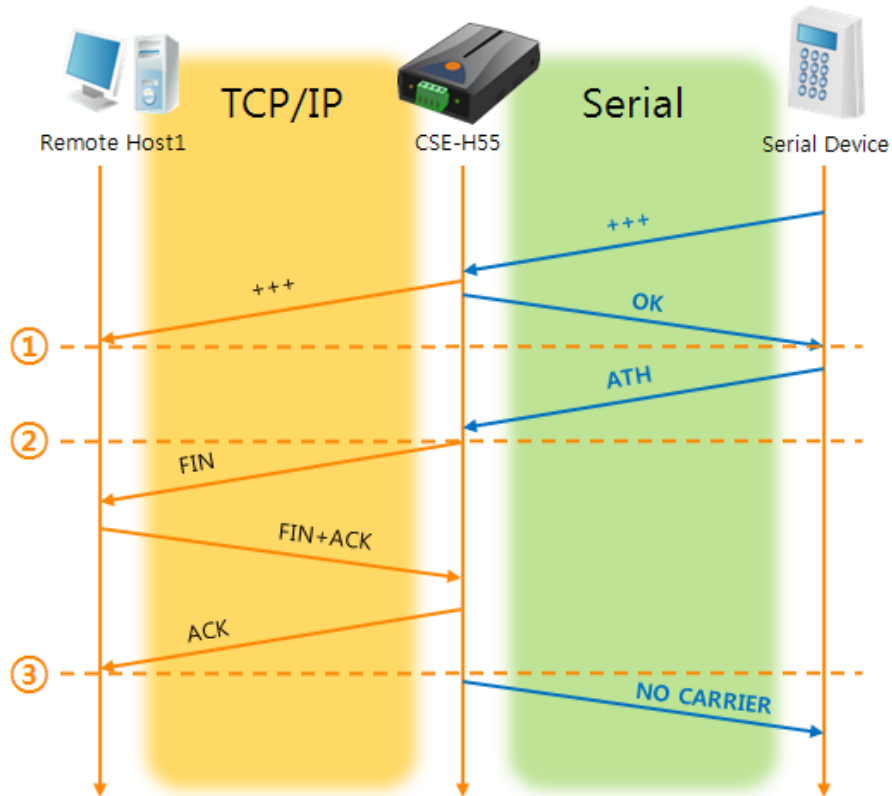 TCP/IP
Serial
Remote Host1
CSE-H55
Serial Device
+++
+++
OK
①
ATH
②
FIN
FIN+ACK
ACK
③
NO CARRIER